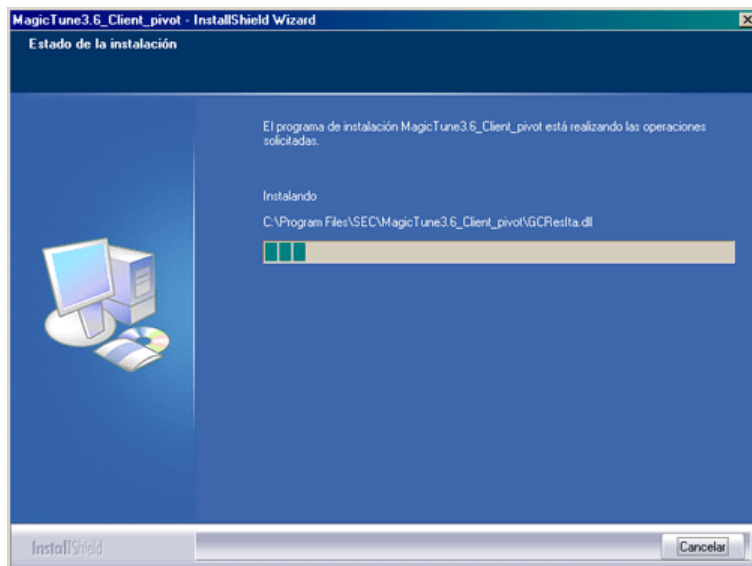 MagicTune3.6_Client_pivot - InstallShield Wizard
Estado de la instalación
El programa de instalación MagicTune3.6_Client_pivot está realizando las operaciones
solicitadas.
Instalando
C:\Program Files\SEC\MagicTune3.6_Client_pivot\GCResIta.dll
InstallShield
Cancelar